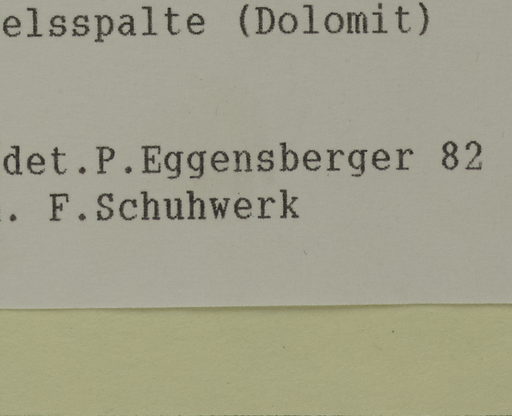 elsspalte (Dolomit)
det.P.Eggensberger 82
. F.Schuhwerk